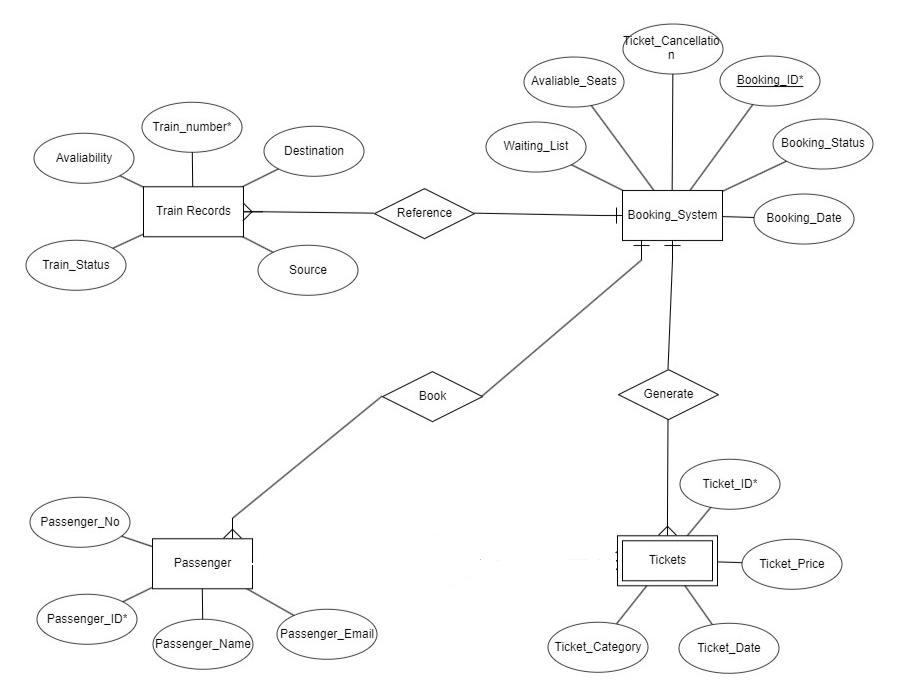 Ticket_Cancellatio
n
Avaliable_Seats
Booking_ID*
Train_number*
Waiting_List
Booking_Status
Avaliability
Destination
Train Records
Reference
Booking_System
Booking_Date
Train_Status
Source
Book
Generate
Ticket_ID*
Passenger_No
Passenger
Tickets
Ticket_Price
Passenger_ID*
Passenger_Name
Passenger_Email
Ticket_Category
Ticket_Date